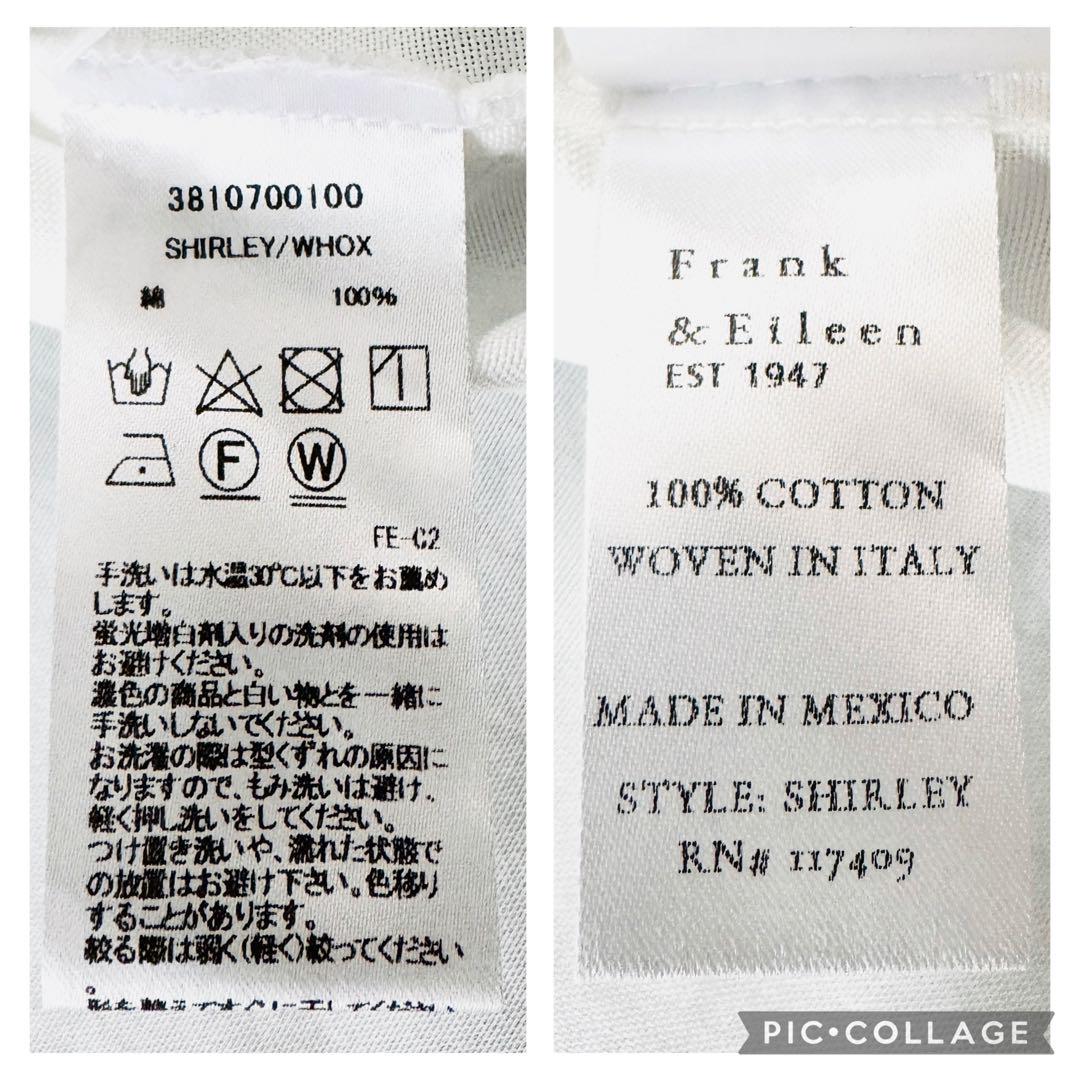 3810700100
SHIRLEY/WHOX
綿 100%
F W
FE-C2
手洗いは水温30℃以下をお薦め
します。
蛍光増白剤入りの洗剤の使用は
お避けください。
濃色の商品と白い物とを一緒に
手洗いしないでください。
お洗濯の際は型くずれの原因に
なりますので、もみ洗いは避け、
軽く押し洗いをしてください。
つけ置き洗いや、濡れた状態で
の放置はお避け下さい。色移り
することがあります。
絞る際は弱く(軽く)絞ってください
。
Frank
& Eileen
EST 1947
100% COTTON
WOVEN IN ITALY
MADE IN MEXICO
STYLE: SHIRLEY
RN# 117409
PIC•COLLAGE